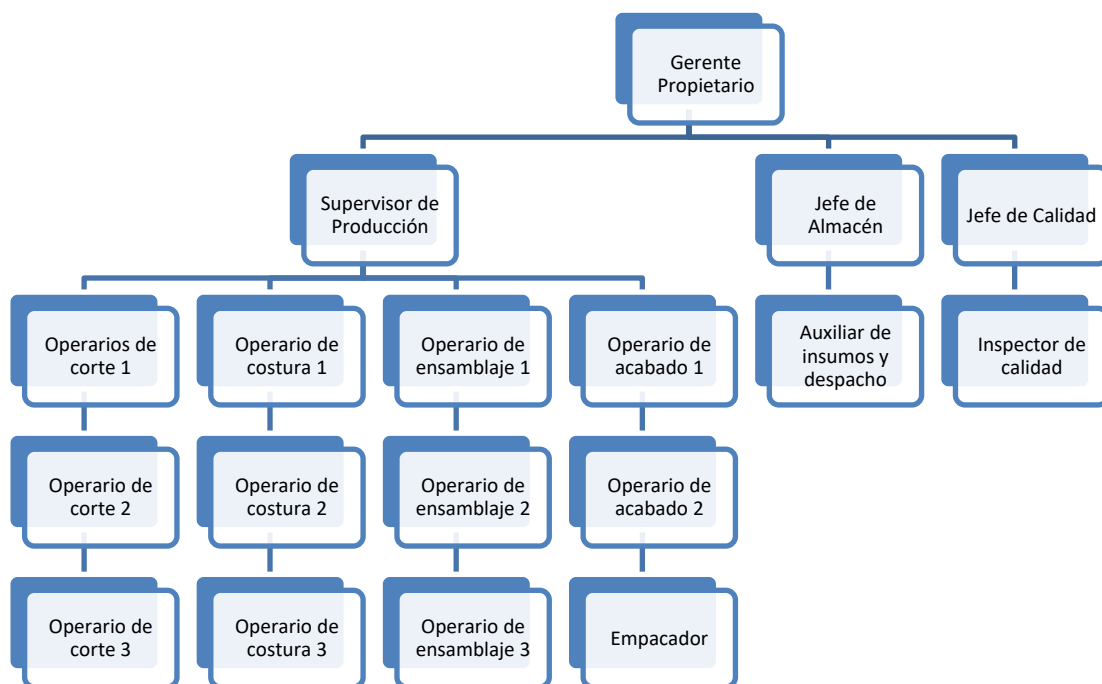 Gerente
Propietario
Supervisor de
Producción
Jefe de
Almacén
Jefe de Calidad
Operarios de
corte 1
Operario de
costura 1
Operario de
ensamblaje 1
Operario de
acabado 1
Auxiliar de
insumos y
despacho
Inspector de
calidad
Operario de
corte 2
Operario de
costura 2
Operario de
ensamblaje 2
Operario de
acabado 2
Operario de
corte 3
Operario de
costura 3
Operario de
ensamblaje 3
Empacador